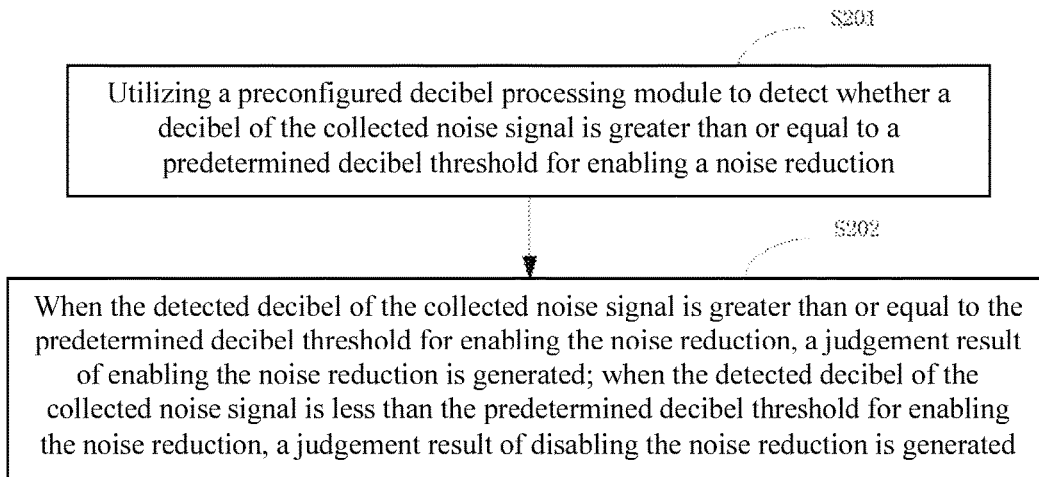 S201
Utilizing a preconfigured decibel processing module to detect whether a
decibel of the collected noise signal is greater than or equal to a
predetermined decibel threshold for enabling a noise reduction
S202
When the detected decibel of the collected noise signal is greater than or equal to the
predetermined decibel threshold for enabling the noise reduction, a judgement result
of enabling the noise reduction is generated; when the detected decibel of the
collected noise signal is less than the predetermined decibel threshold for enabling
the noise reduction, a judgement result of disabling the noise reduction is generated